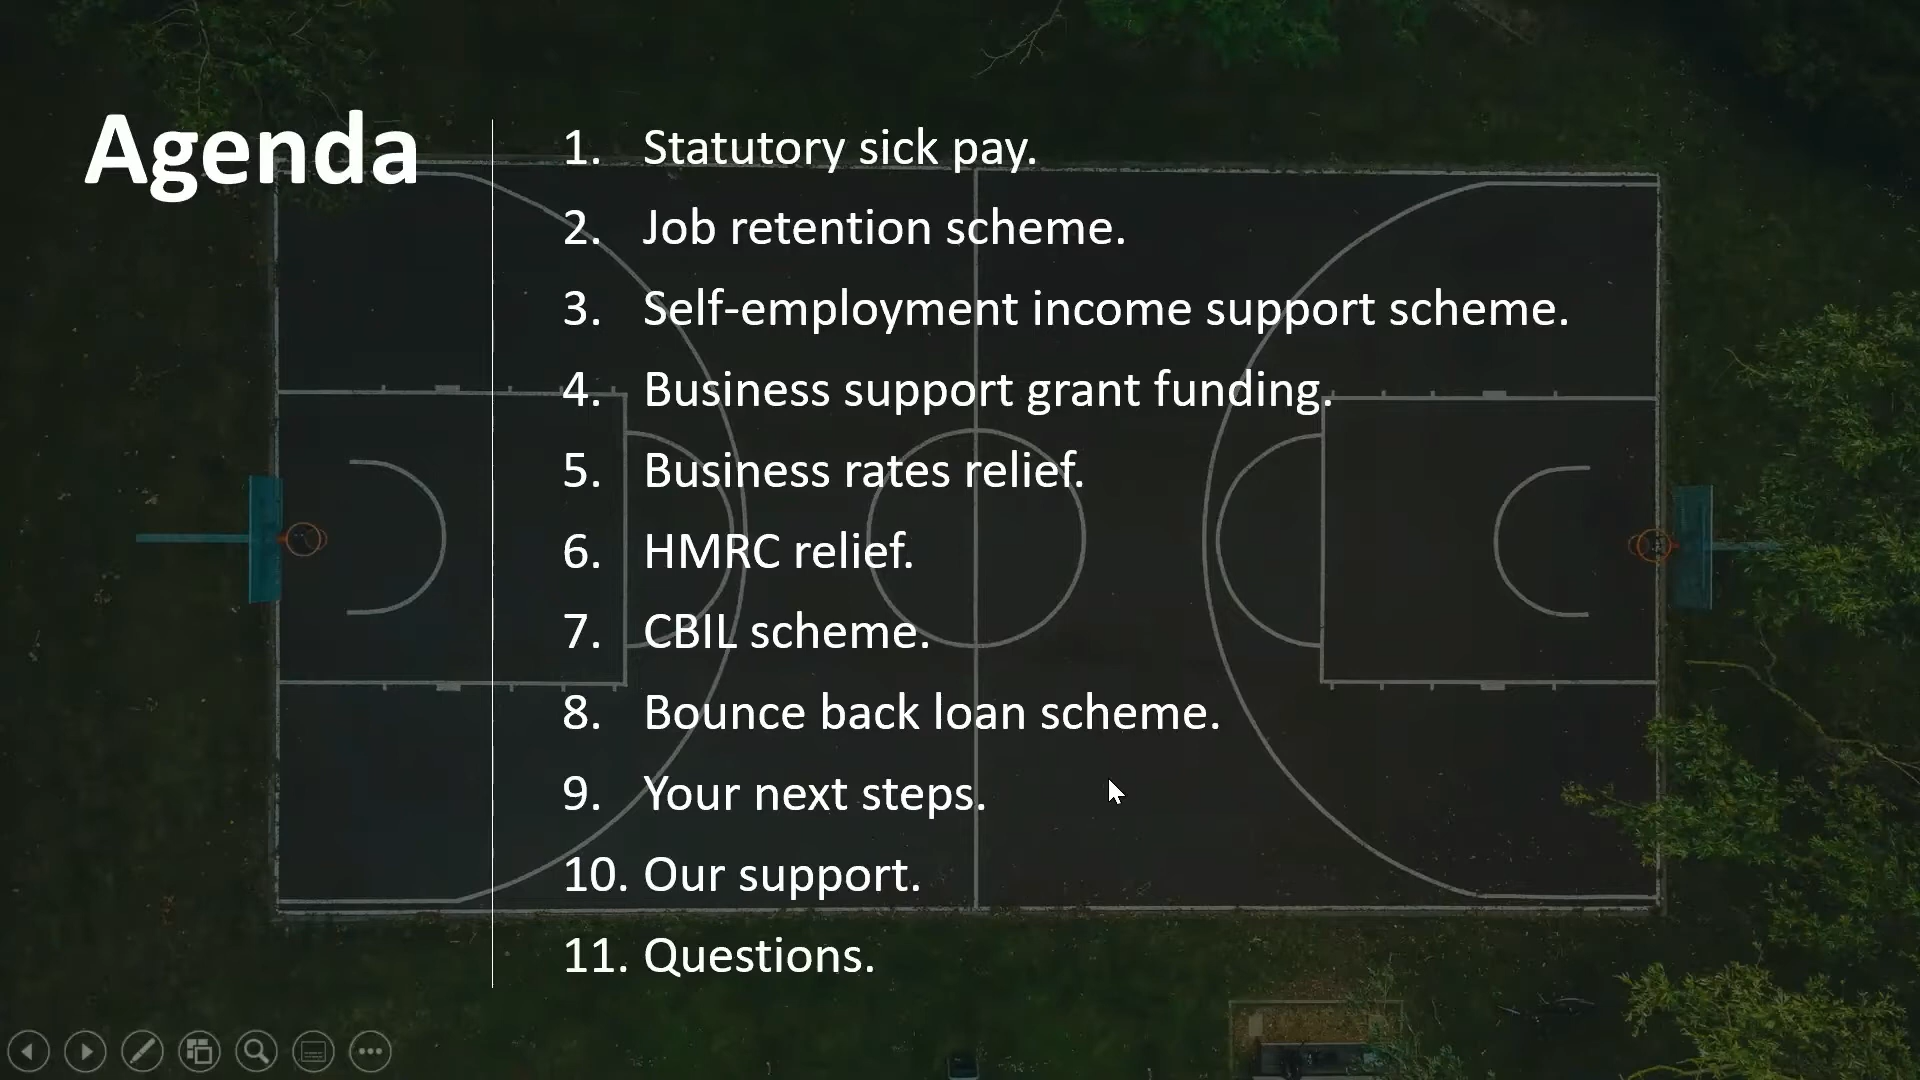 Agenda
1. Statutory sick pay.
2. Job retention scheme.
3. Self-employment income support scheme.
4. Business support grant funding.
5. Business rates relief.
6. HMRC relief.
7. CBIL scheme.
8. Bounce back loan scheme.
9. Your next steps.
10. Our support.
11. Questions.